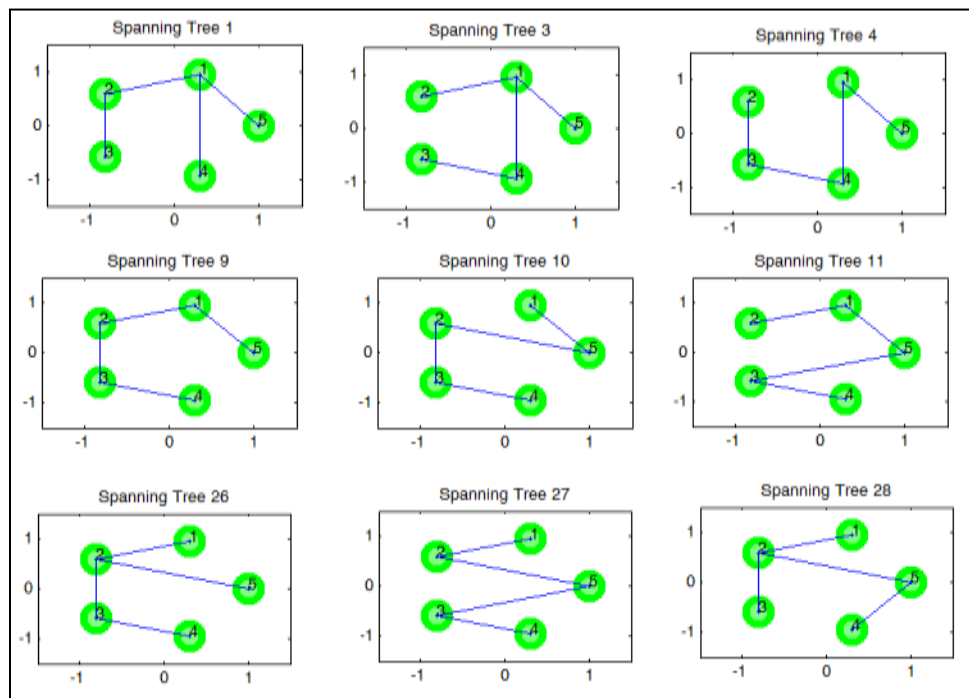 Spanning Tree 1 Spanning Tree 3 Spanning Tree 4
1 1 1
1 2 1 2 1 2
0 5 0 5 0 5
3 3 3
-1 4 -1 4 -1 4
-1 0 1 -1 0 1 -1 0 1
Spanning Tree 9 Spanning Tree 10 Spanning Tree 11
1 1 1
1 2 1 2 1 2
0 5 0 5 0 5
3 3 3
-1 4 -1 4 -1 4
-1 0 1 -1 0 1 -1 0 1
Spanning Tree 26 Spanning Tree 27 Spanning Tree 28
1 1 1
1 2 1 2 1 2
0 5 0 5 0 5
3 3 3
-1 4 -1 4 -1 4
-1 0 1 -1 0 1 -1 0 1